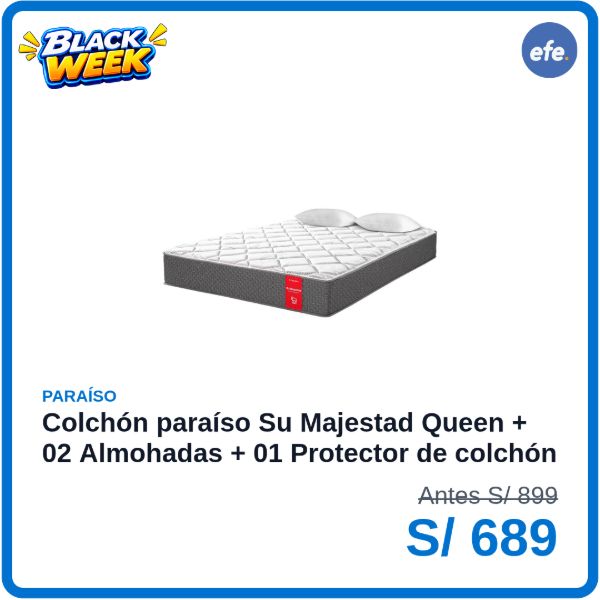 BLACK
WEEK
efe.
PARAÍSO
Colchón paraíso Su Majestad Queen +
02 Almohadas + 01 Protector de colchón
Antes S/ 899
S/ 689